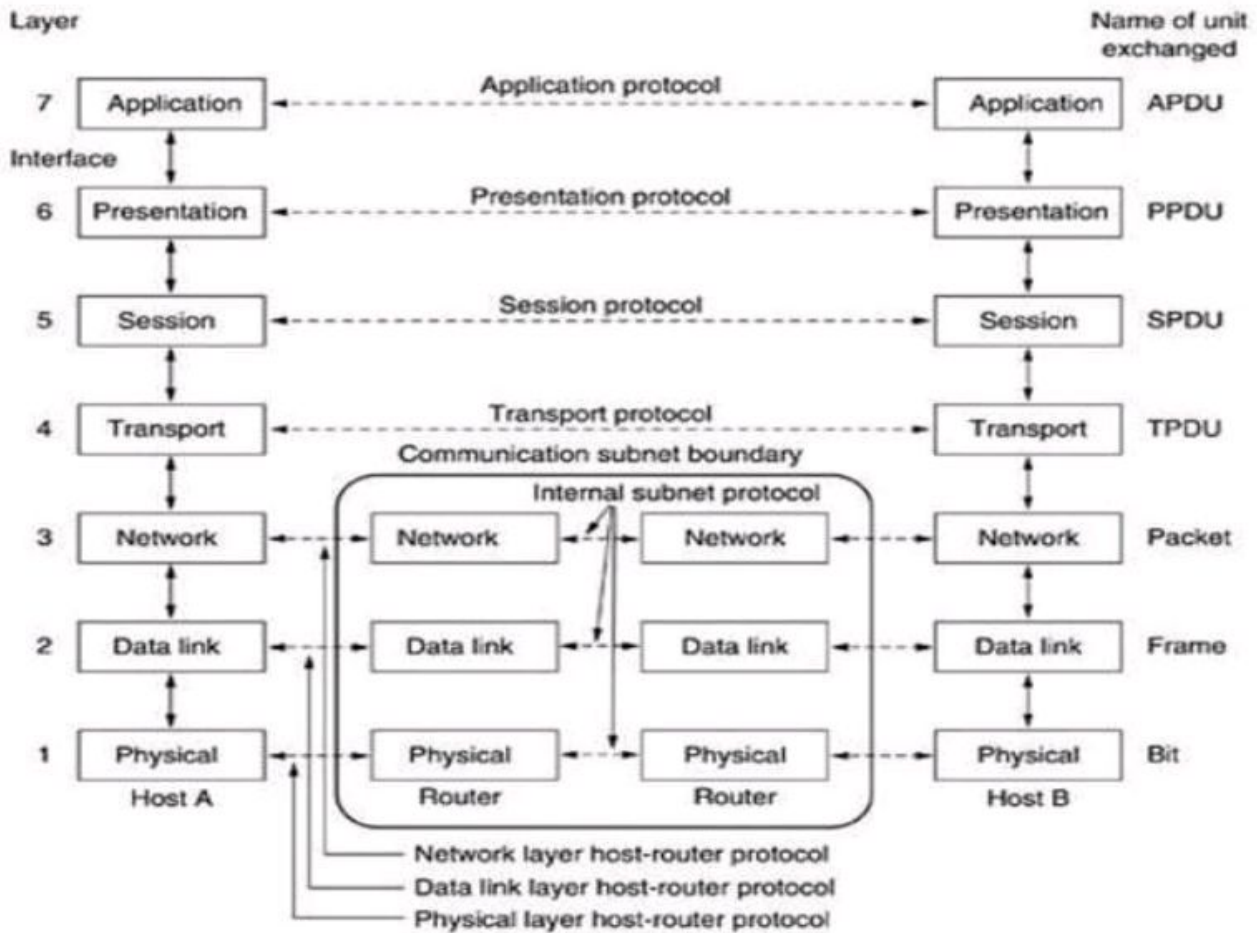 Layer
Name of unit
exchanged
7
Application
Application protocol
Application
APDU
Interface
6
Presentation
Presentation protocol
Presentation
PPDU
5
Session
Session protocol
Session
SPDU
4
Transport
Transport protocol
Transport
TPDU
Communication subnet boundary
Internal subnet protocol
3
Network
Network
Network
Network
Packet
2
Data link
Data link
Data link
Data link
Frame
1
Physical
Physical
Physical
Physical
Bit
Host A
Router
Router
Host B
Network layer host-router protocol
Data link layer host-router protocol
Physical layer host-router protocol